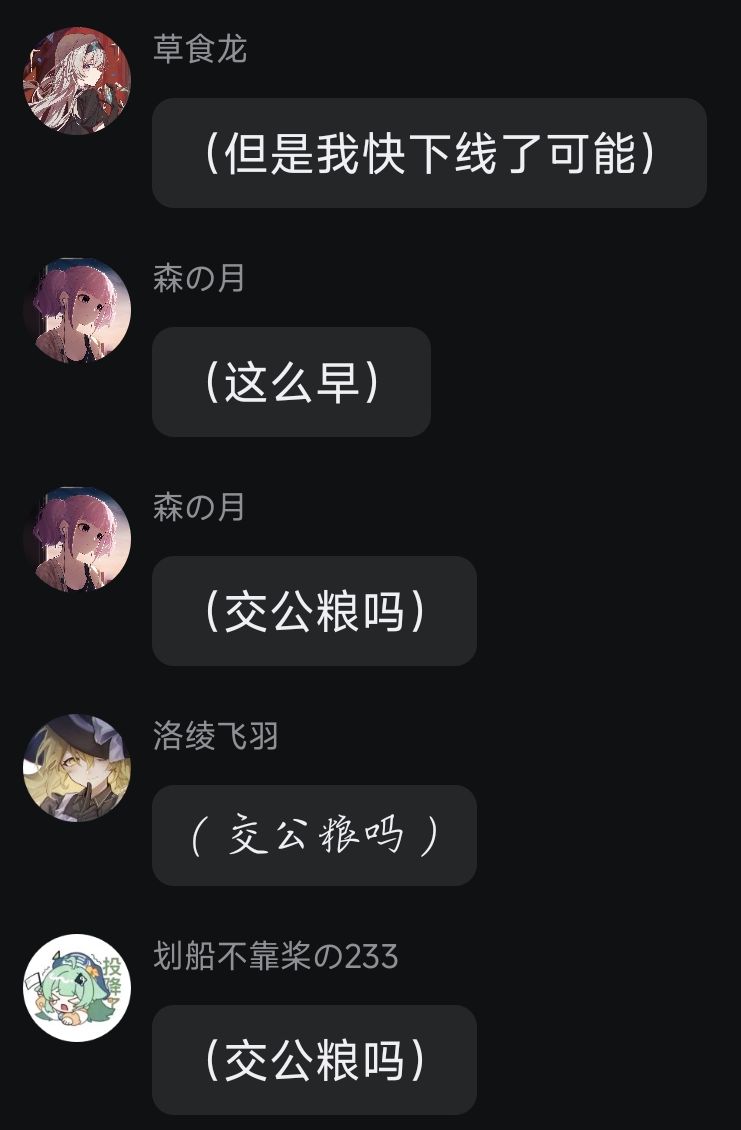 草食龙
（但是我快下线了可能）
森の月
（这么早）
森の月
（交公粮吗）
洛绫飞羽
（交公粮吗）
投降
划船不靠桨の233
（交公粮吗）